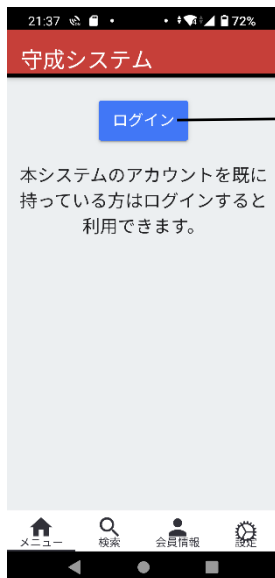 21:37 72%
守成システム
ログイン
本システムのアカウントを既に
持っている方はログインすると
利用できます。
メニュー 検索 会員情報 設定